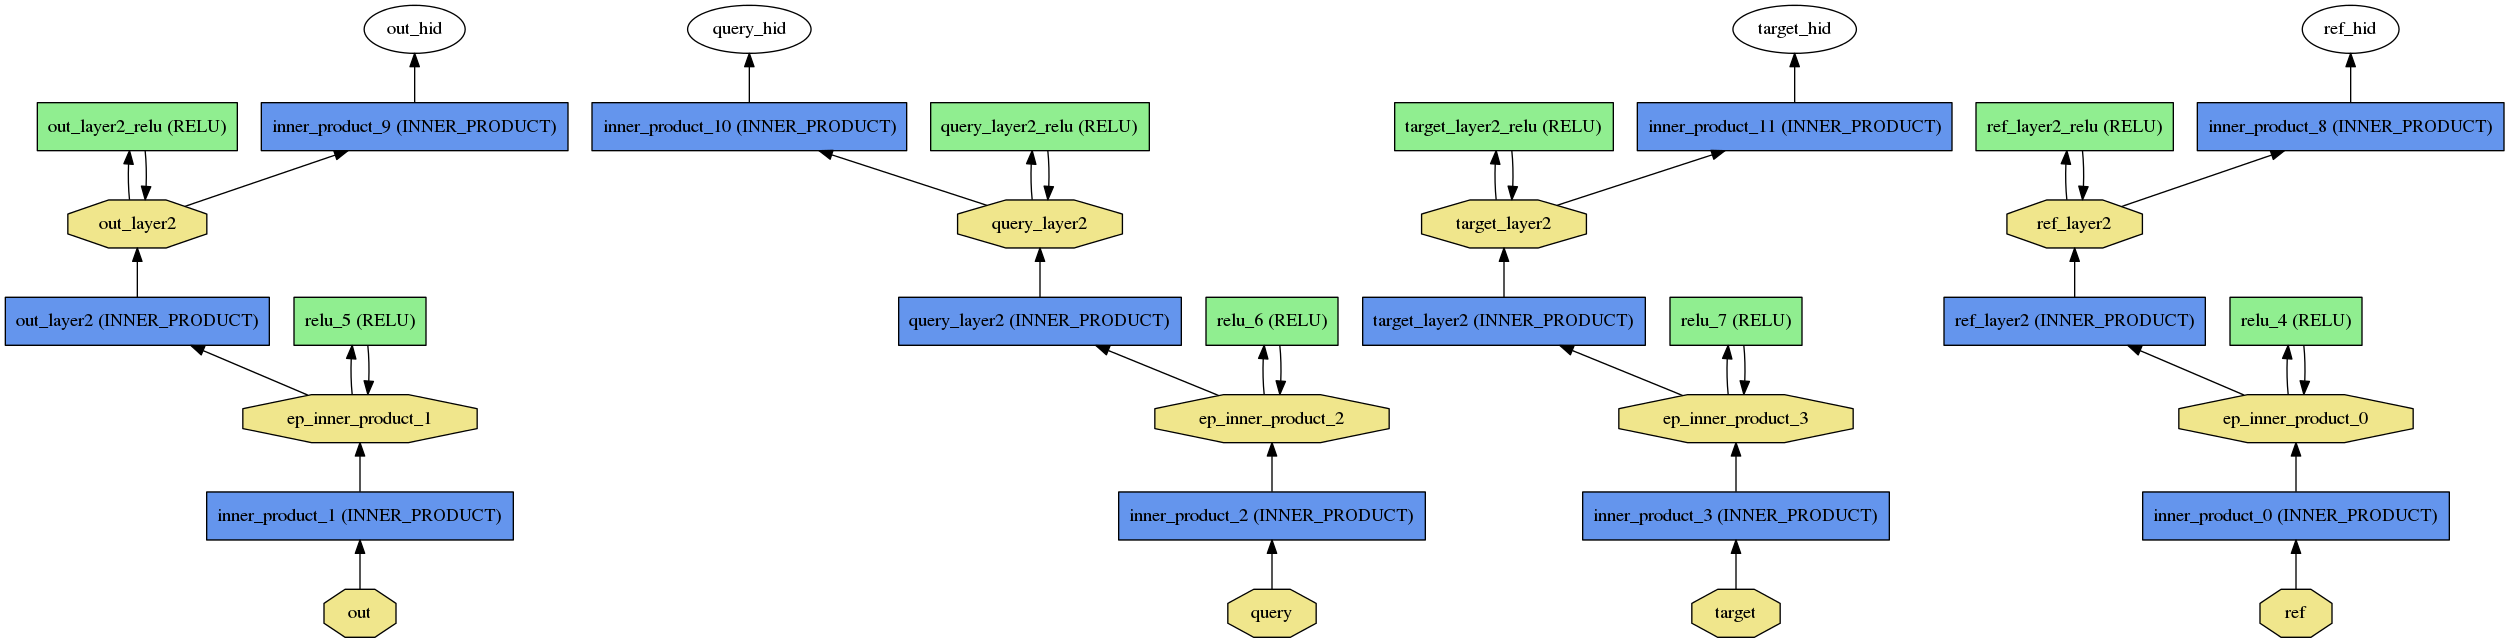 out_hid
query_hid
target_hid
ref_hid
out_layer2_relu (RELU)
inner_product_9 (INNER_PRODUCT)
inner_product_10 (INNER_PRODUCT)
query_layer2_relu (RELU)
target_layer2_relu (RELU)
inner_product_11 (INNER_PRODUCT)
ref_layer2_relu (RELU)
inner_product_8 (INNER_PRODUCT)
out_layer2
query_layer2
target_layer2
ref_layer2
out_layer2 (INNER_PRODUCT)
relu_5 (RELU)
query_layer2 (INNER_PRODUCT)
relu_6 (RELU)
target_layer2 (INNER_PRODUCT)
relu_7 (RELU)
ref_layer2 (INNER_PRODUCT)
relu_4 (RELU)
ep_inner_product_1
ep_inner_product_2
ep_inner_product_3
ep_inner_product_0
inner_product_1 (INNER_PRODUCT)
inner_product_2 (INNER_PRODUCT)
inner_product_3 (INNER_PRODUCT)
inner_product_0 (INNER_PRODUCT)
out
query
target
ref